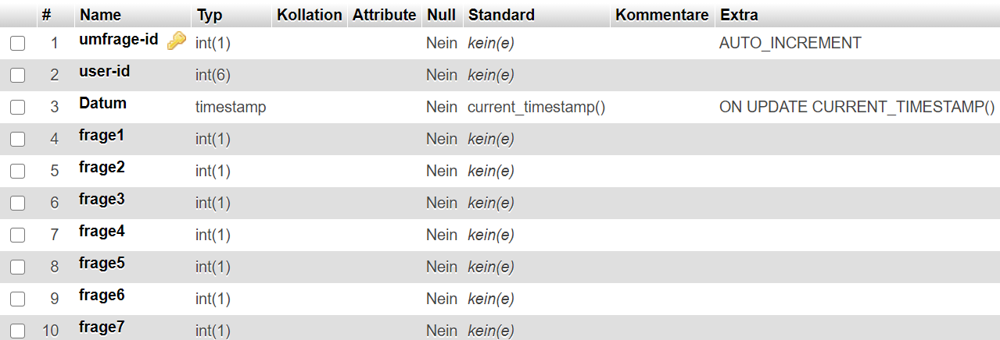 # Name Typ Kollation Attribute Null Standard Kommentare Extra
1 umfrage-id int(1) Nein kein(e) AUTO_INCREMENT
2 user-id int(6) Nein kein(e)
3 Datum timestamp Nein current_timestamp() ON UPDATE CURRENT_TIMESTAMP()
4 frage1 int(1) Nein kein(e)
5 frage2 int(1) Nein kein(e)
6 frage3 int(1) Nein kein(e)
7 frage4 int(1) Nein kein(e)
8 frage5 int(1) Nein kein(e)
9 frage6 int(1) Nein kein(e)
10 frage7 int(1) Nein kein(e)